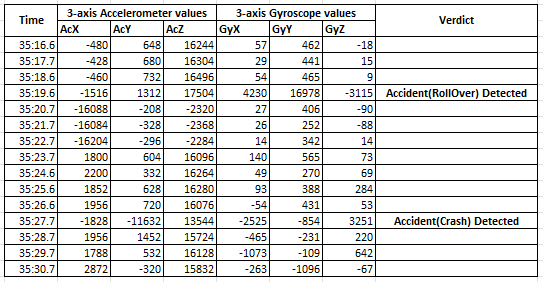 Time 3-axis Accelerometer values 3-axis Gyroscope values Verdict
AcX AcY AcZ GyX GyY GyZ
35:16.6 -480 648 16244 57 462 -18
35:17.7 -428 680 16304 29 441 15
35:18.6 -460 732 16496 54 465 9
35:19.6 -1516 1312 17504 4230 16978 -3115 Accident(RollOver) Detected
35:20.7 -16088 -208 -2320 27 406 -90
35:21.7 -16084 -328 -2368 26 252 -88
35:22.7 -16204 -296 -2284 14 342 14
35:23.7 1800 604 16096 140 565 73
35:24.6 2200 332 16264 49 270 69
35:25.6 1852 628 16280 93 388 284
35:26.6 1956 720 16076 -54 431 53
35:27.7 -1828 -11632 13544 -2525 -854 3251 Accident(Crash) Detected
35:28.7 1956 1452 15724 -465 -231 220
35:29.7 1788 532 16128 -1073 -109 642
35:30.7 2872 -320 15832 -263 -1096 -67